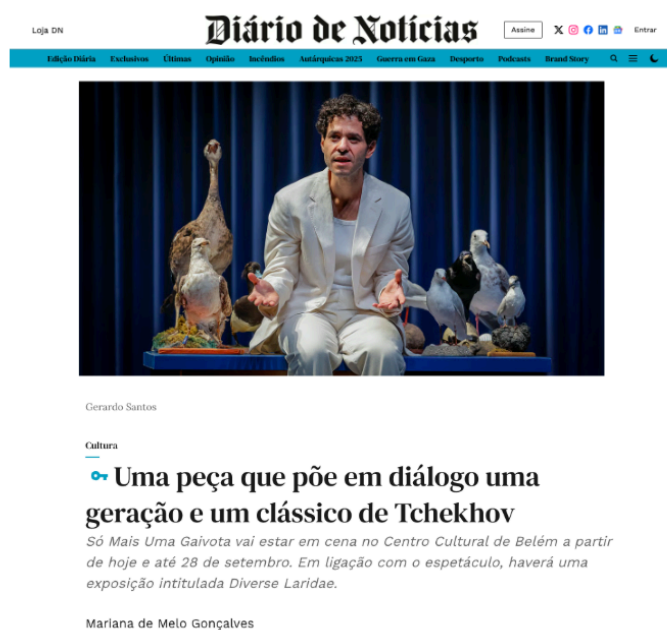 Loja DN
Diário de Notícias
Assine
Entrar
Edição Diária Exclusivos Últimas Opinião Incêndios Autárquicas 2025 Guerra em Gaza Desporto Podcasts Brand Story
Gerardo Santos
Cultura
Uma peça que põe em diálogo uma
geração e um clássico de Tchekhov
Só Mais Uma Gaivota vai estar em cena no Centro Cultural de Belém a partir
de hoje e até 28 de setembro. Em ligação com o espetáculo, haverá uma
exposição intitulada Diverse Laridae.
Mariana de Melo Gonçalves